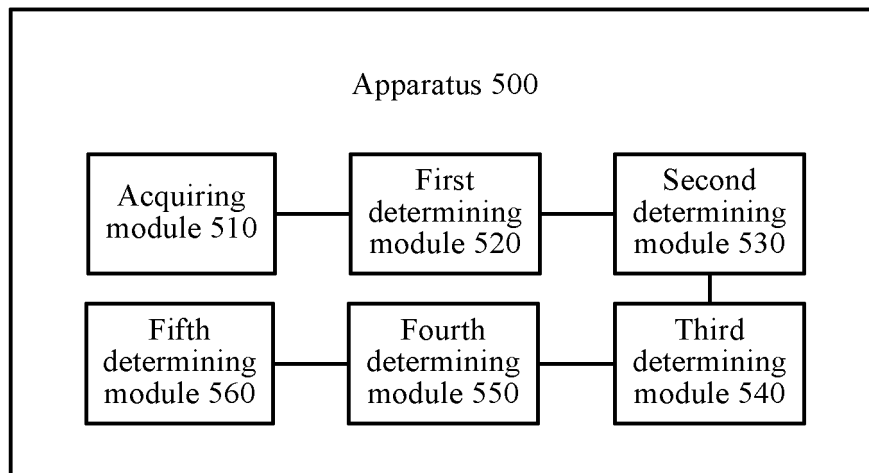 Apparatus 500
Acquiring
module 510
First
determining
module 520
Second
determining
module 530
Fifth
determining
module 560
Fourth
determining
module 550
Third
determining
module 540